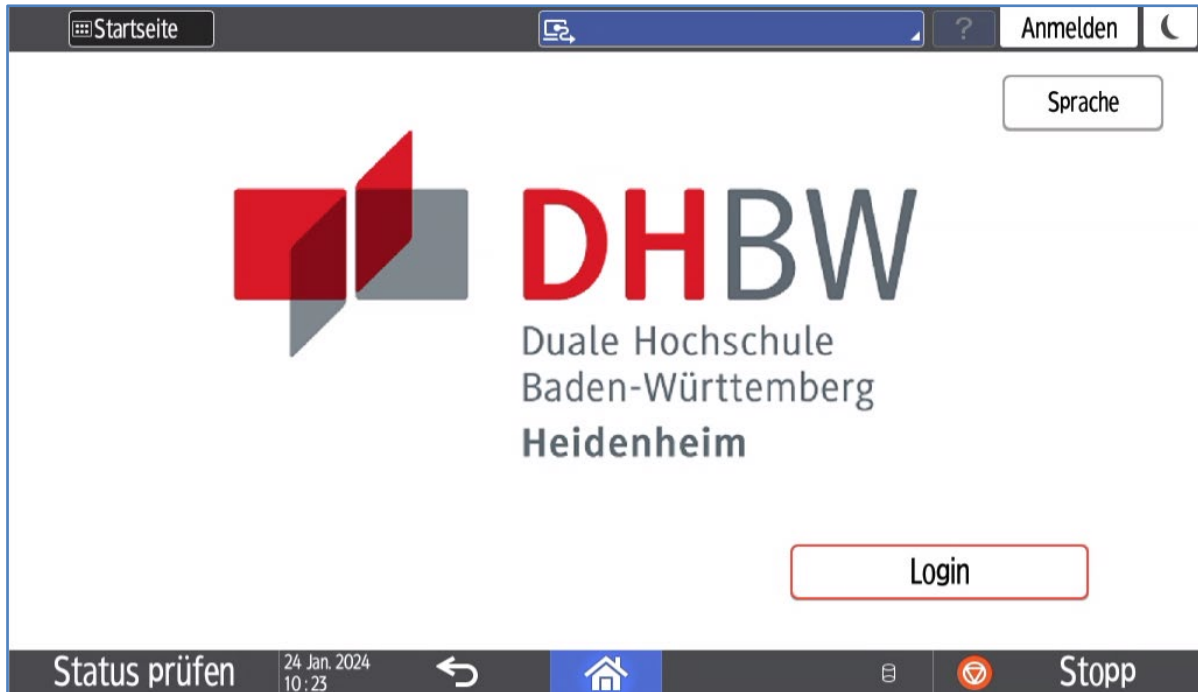 Startseite
?
Anmelden
Sprache
DHBW
Duale Hochschule
Baden-Württemberg
Heidenheim
Login
Status prüfen
24 Jan. 2024
10:23
Stopp